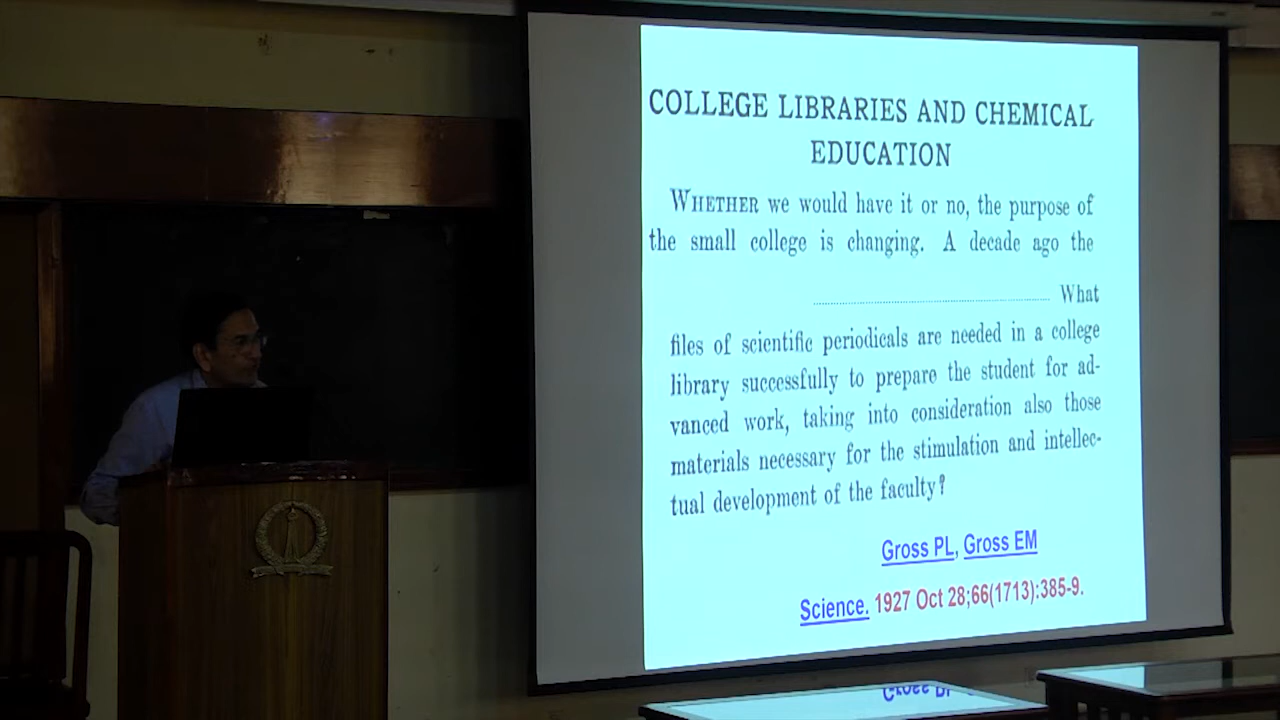 COLLEGE LIBRARIES AND CHEMICAL
EDUCATION
WHETHER we would have it or no, the purpose of
the small college is changing. A decade ago the
.......................................................... What
files of scientific periodicals are needed in a college
library successfully to prepare the student for ad-
vanced work, taking into consideration also those
materials necessary for the stimulation and intellec-
tual development of the faculty?
Gross PL, Gross EM
Science. 1927 Oct 28;66(1713):385-9.